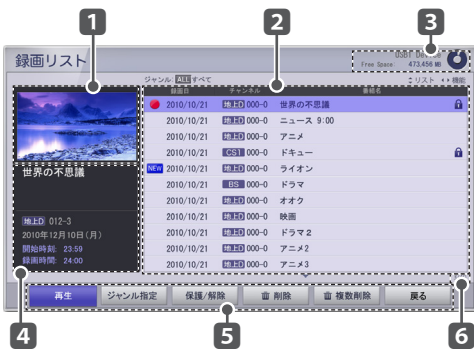 1 2 3
録画リスト
USB1 Device
Free Space: 473,456 MB
ジャンル ALL すべて
リスト 機能
録画日 チャンネル 番組名
2010/10/21 地上D 000-0 世界の不思議
2010/10/21 地上D 000-0 ニュース 9:00
2010/10/21 地上D 000-0 アニメ
2010/10/21 CS1 000-0 ドキュー
NEW 2010/10/21 地上D 000-0 ライオン
2010/10/21 BS 000-0 ドラマ
2010/10/21 地上D 000-0 オオク
2010/10/21 地上D 000-0 映画
2010/10/21 地上D 000-0 ドラマ2
2010/10/21 地上D 000-0 アニメ2
2010/10/21 地上D 000-0 アニメ3
世界の不思議
地上D 012-3
2010年12月10日(月)
開始時刻: 23:59
録画時間: 24:00
再生 ジャンル指定 保護/解除 削除 複数削除 戻る
4 5 6